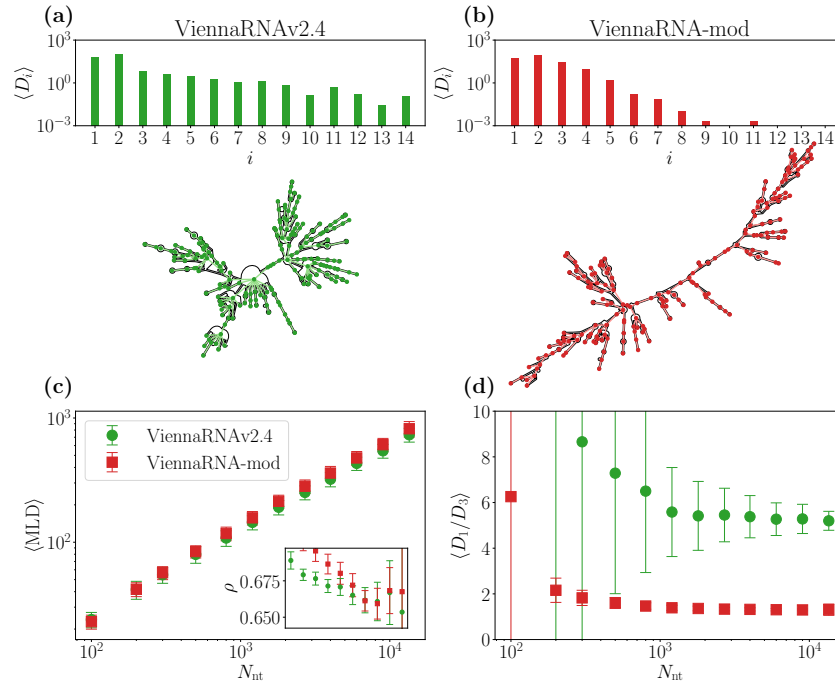 (a)
ViennaRNAv2.4
⟨D_i⟩
10^3
10^0
10^−3
1 2 3 4 5 6 7 8 9 10 11 12 13 14
i
(b)
ViennaRNA-mod
⟨D_i⟩
10^3
10^0
10^−3
1 2 3 4 5 6 7 8 9 10 11 12 13 14
i
(c)
ViennaRNAv2.4
ViennaRNA-mod
⟨MLD⟩
10^3
10^2
ρ
0.675
0.650
10^2 10^3 10^4
N_nt
(d)
⟨D_1/D_3⟩
10
8
6
4
2
0
10^2 10^3 10^4
N_nt